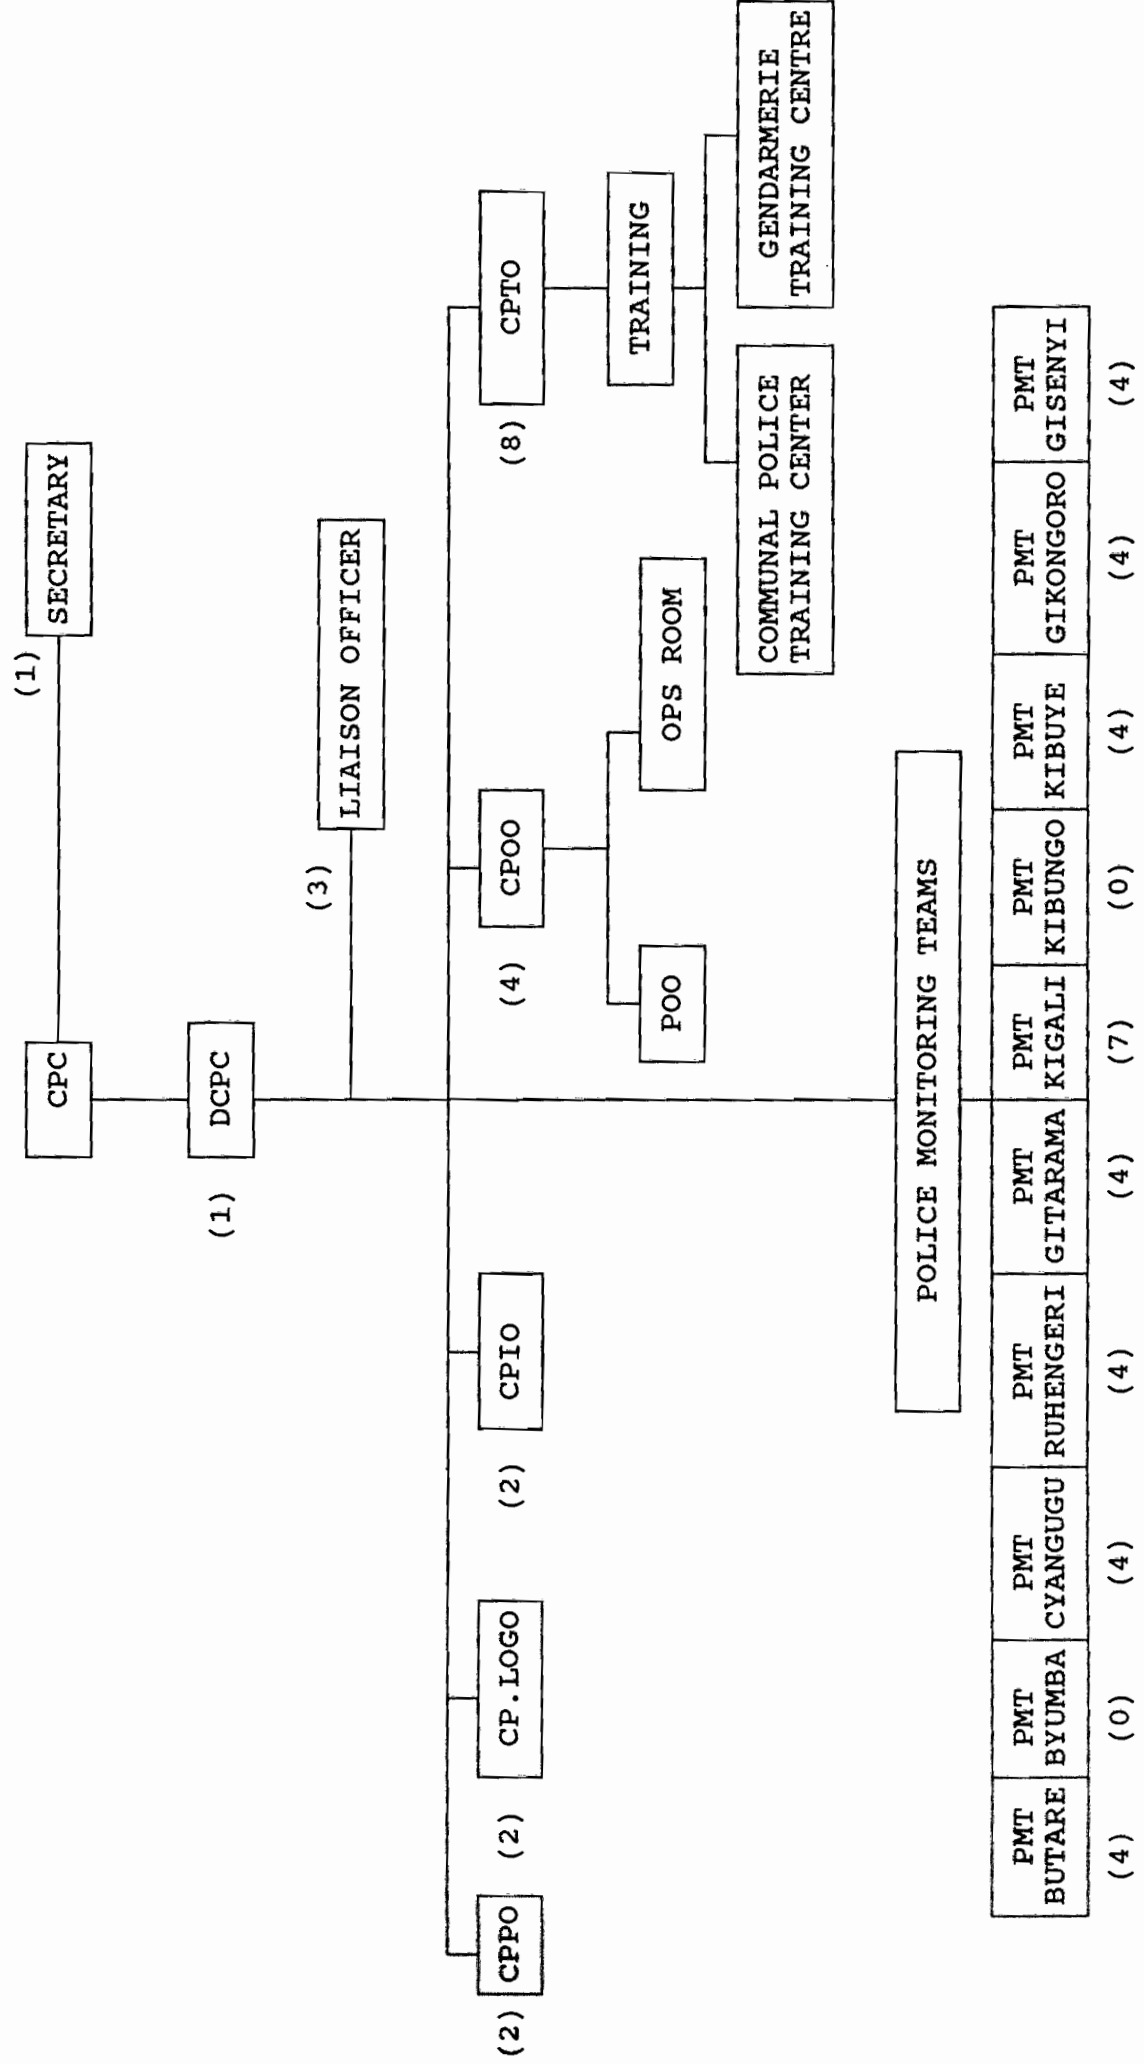 (1)
CPC
SECRETARY
(1)
DCPC
(3)
LIAISON OFFICER
(2)
CPPO
(2)
CP.LOGO
(2)
CPIO
(4)
CPOO
(8)
CPTO
POO
OPS ROOM
TRAINING
COMMUNAL POLICE
TRAINING CENTER
GENDARMERIE
TRAINING CENTRE
POLICE MONITORING TEAMS
PMT
BUTARE
(4)
PMT
BYUMBA
(0)
PMT
CYANGUGU
(4)
PMT
RUHENGERI
(4)
PMT
GITARAMA
(4)
PMT
KIGALI
(7)
PMT
KIBUNGO
(0)
PMT
KIBUYE
(4)
PMT
GIKONGORO
(4)
PMT
GISENYI
(4)